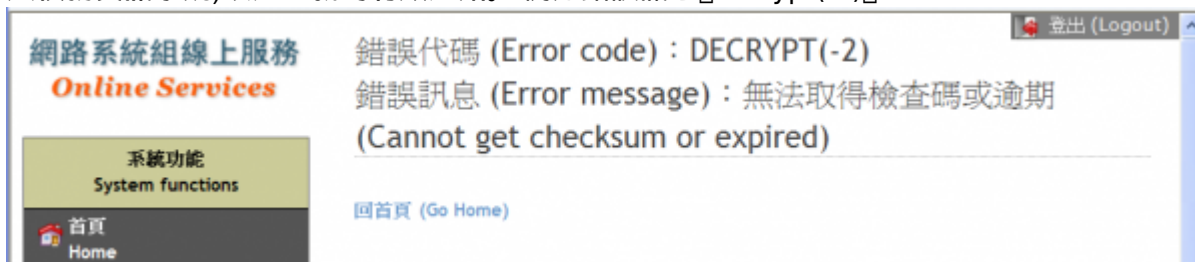 登出 (Logout)
網路系統組線上服務
Online Services
錯誤代碼 (Error code)：DECRYPT(-2)
錯誤訊息 (Error message)：無法取得檢查碼或逾期
(Cannot get checksum or expired)
系統功能
System functions
回首頁 (Go Home)
首頁
Home